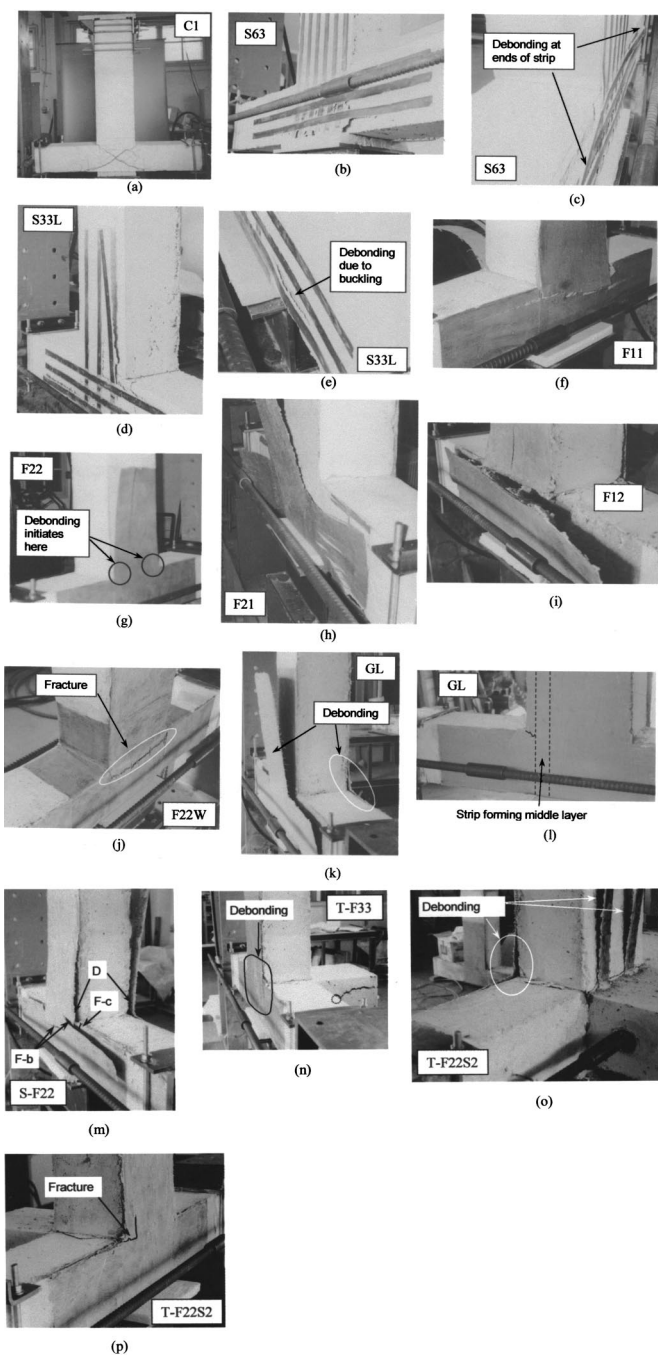 C1
(a)
S63
(b)
Debonding at
ends of strip
S63
(c)
S33L
(d)
Debonding
due to
buckling
S33L
(e)
F11
(f)
F22
Debonding
initiates
here
(g)
F21
(h)
F12
(i)
Fracture
F22W
(j)
GL
Debonding
(k)
GL
Strip forming middle layer
(l)
D
F-c
F-b
S-F22
(m)
Debonding
T-F33
(n)
Debonding
T-F22S2
(o)
Fracture
T-F22S2
(p)